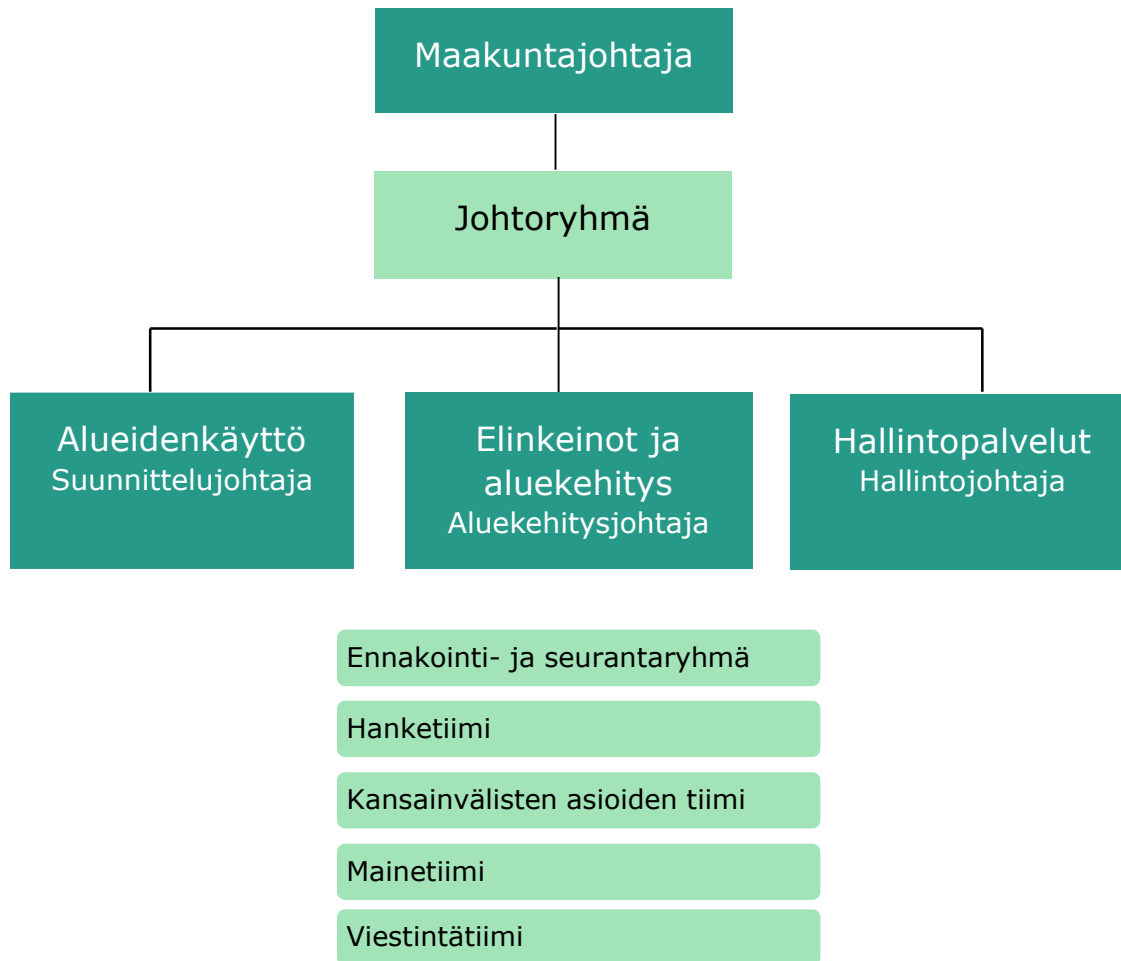 Maakuntajohtaja
Johtoryhmä
Alueidenkäyttö
Suunnittelujohtaja
Elinkeinot ja
aluekehitys
Aluekehitysjohtaja
Hallintopalvelut
Hallintojohtaja
Ennakointi- ja seurantaryhmä
Hanketiimi
Kansainvälisten asioiden tiimi
Mainetiimi
Viestintätiimi